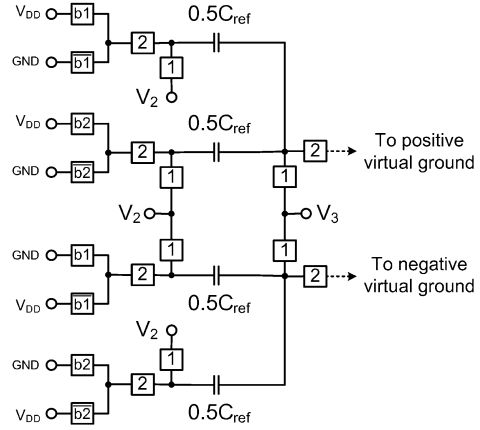 V_DD b1 0.5C_ref
2
GND b1̅ 1
V_2
V_DD b2 0.5C_ref
2 2 To positive
virtual ground
GND b2̅ 1 1
V_2 V_3
GND b1 1 1
2 2 To negative
virtual ground
V_DD b1̅ 0.5C_ref
V_2
GND b2 1
2
V_DD b2̅ 0.5C_ref